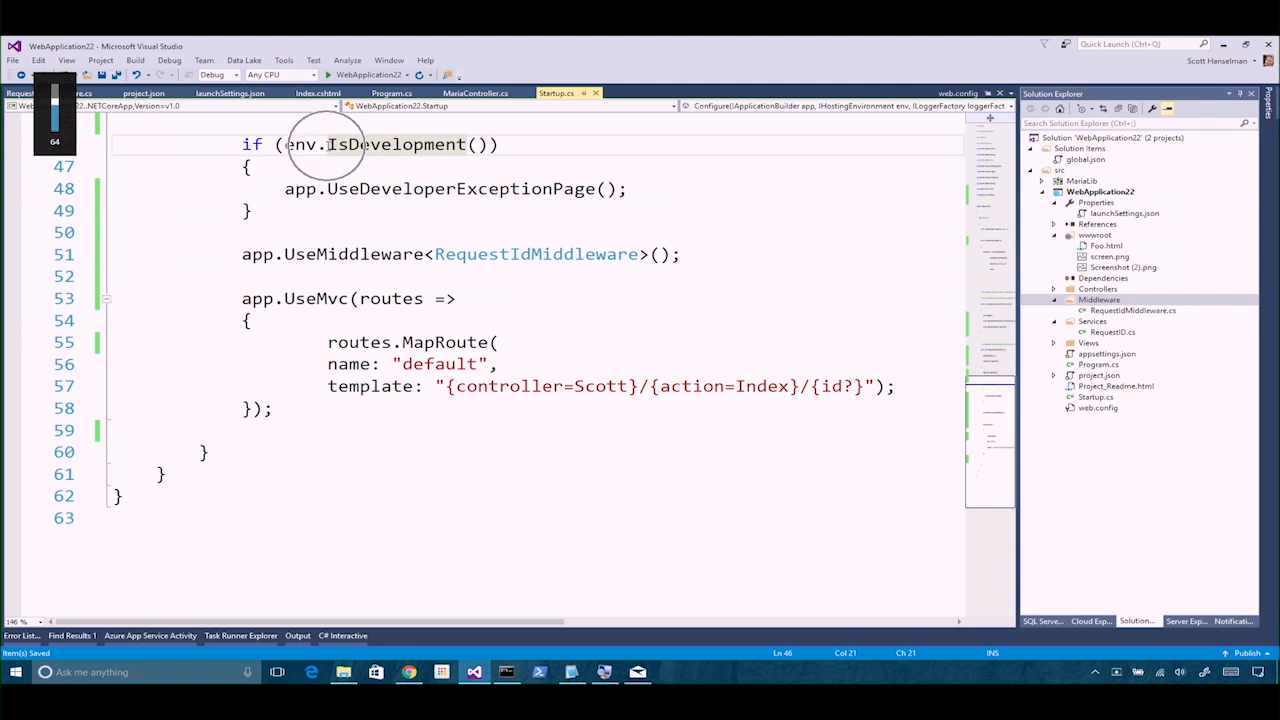 WebApplication22 - Microsoft Visual Studio
Quick Launch (Ctrl+Q)
File Edit View Project Build Debug Team Data Lake Tools Test Analyze Window Help
Scott Hanselman
Debug Any CPU WebApplication22
project.json launchSettings.json Index.cshtml Program.cs MariaController.cs Startup.cs web.config
.NETCoreApp,Version=v1.0 WebApplication22.Startup Configure(IApplicationBuilder app, IHostingEnvironment env, ILoggerFactory loggerFact
64
if (env.IsDevelopment())
47 {
48 app.UseDeveloperExceptionPage();
49 }
50
51 app.UseMiddleware<RequestIdMiddleware>();
52
53 app.UseMvc(routes =>
54 {
55 routes.MapRoute(
56 name: "default",
57 template: "{controller=Scott}/{action=Index}/{id?}");
58 });
59
60 }
61 }
62 }
63
146 %
Error List... Find Results 1 Azure App Service Activity Task Runner Explorer Output C# Interactive
Solution Explorer
Search Solution Explorer (Ctrl+;)
Solution 'WebApplication22' (2 projects)
Solution Items
global.json
src
MariaLib
WebApplication22
Properties
launchSettings.json
References
wwwroot
Foo.html
screen.png
Screenshot (2).png
Dependencies
Controllers
Middleware
RequestIdMiddleware.cs
Services
RequestID.cs
Views
appsettings.json
Program.cs
project.json
Project_Readme.html
Startup.cs
web.config
SQL Serve... Cloud Exp... Solution... Server Exp... Notificati...
Properties
Item(s) Saved Ln 46 Col 21 Ch 21 INS Publish
Ask me anything